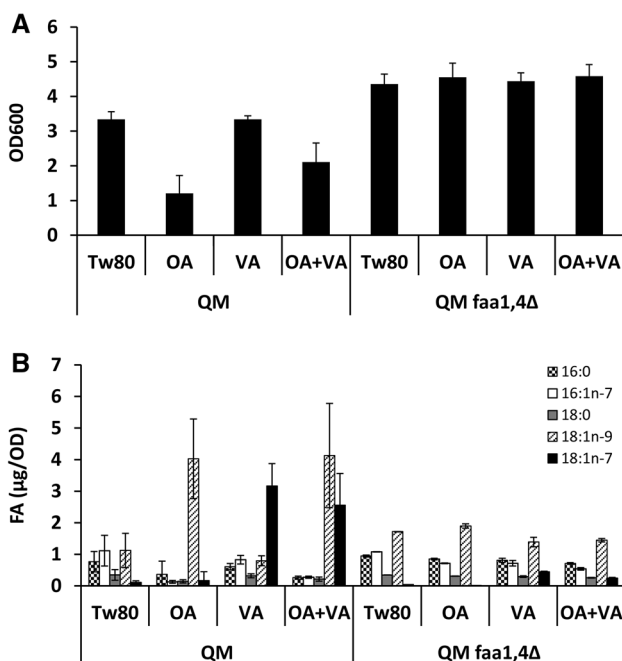 A
OD600
6
5
4
3
2
1
0
Tw80 OA VA OA+VA Tw80 OA VA OA+VA
QM QM faa1,4Δ
B
FA (µg/OD)
7
6
5
4
3
2
1
0
16:0
16:1n-7
18:0
18:1n-9
18:1n-7
Tw80 OA VA OA+VA Tw80 OA VA OA+VA
QM QM faa1,4Δ